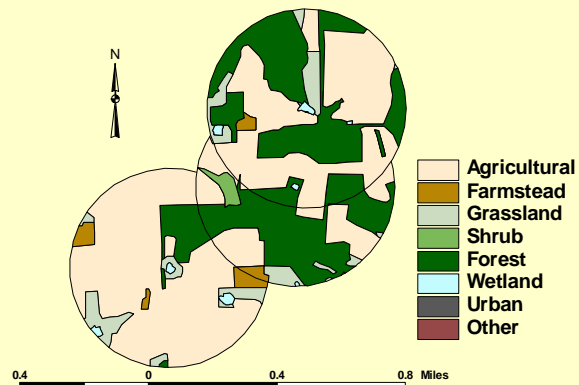 N
Agricultural
Farmstead
Grassland
Shrub
Forest
Wetland
Urban
Other
0.4 0 0.4 0.8 Miles